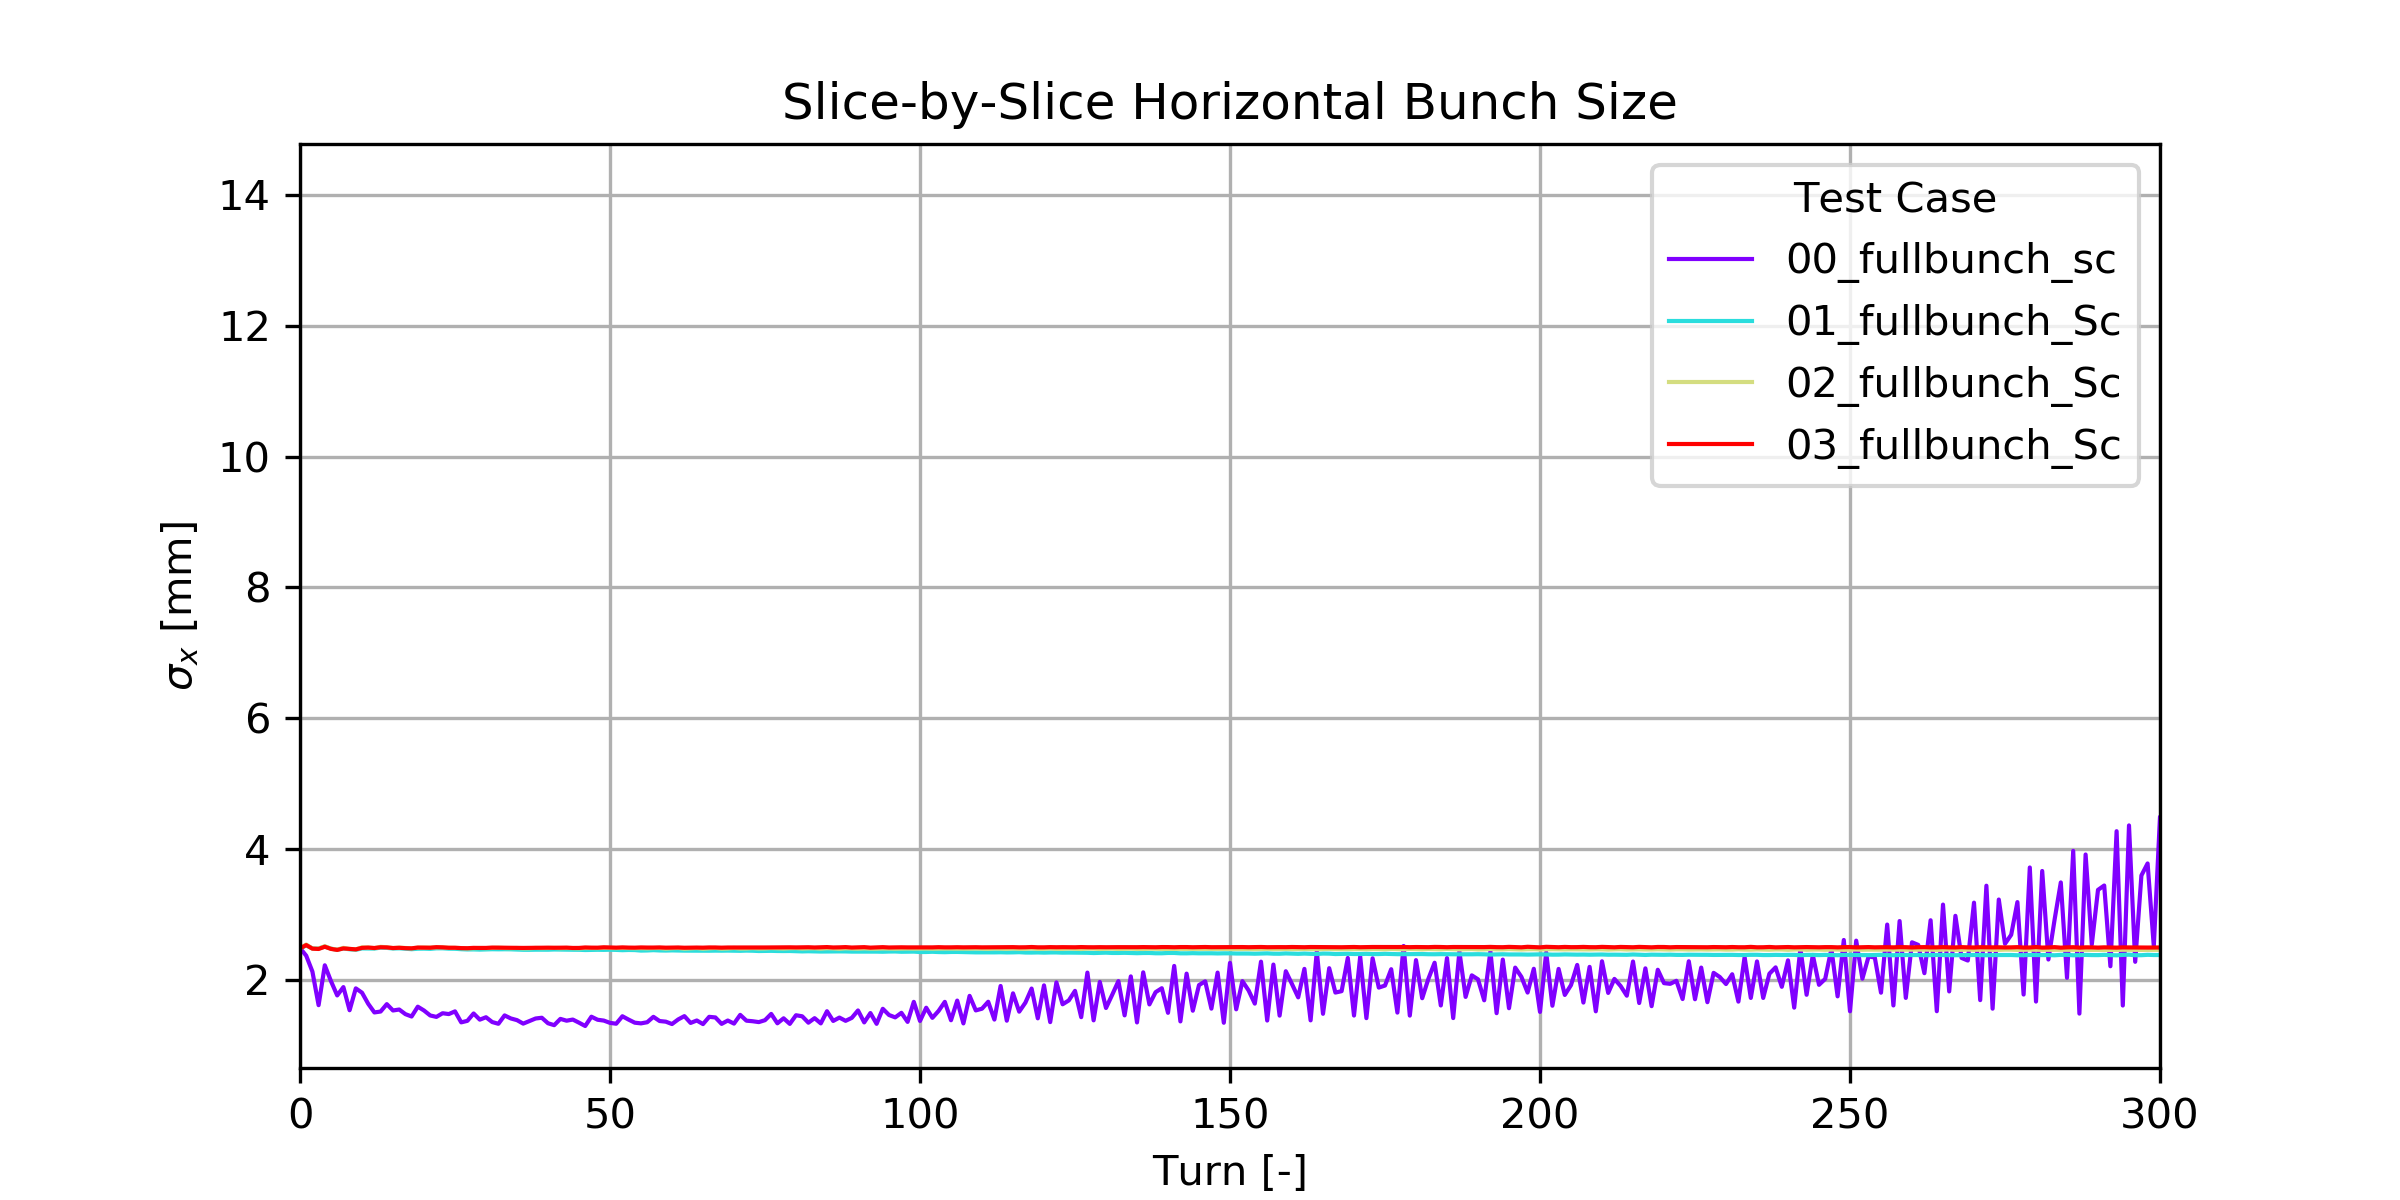 Slice-by-Slice Horizontal Bunch Size
σx [mm]
14
12
10
8
6
4
2
Test Case
00_fullbunch_sc
01_fullbunch_Sc
02_fullbunch_Sc
03_fullbunch_Sc
0 50 100 150 200 250 300
Turn [-]